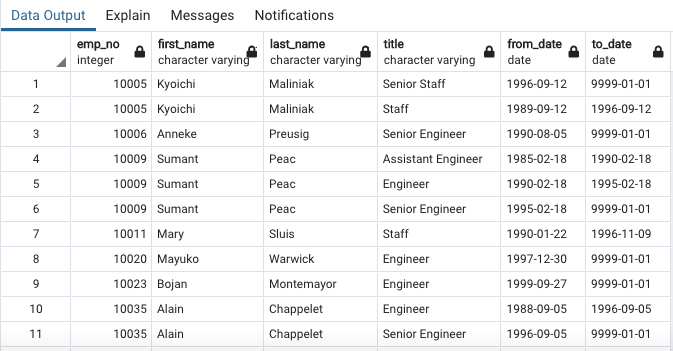 Data Output Explain Messages Notifications
emp_no first_name last_name title from_date to_date
integer character varying character varying character varying date date
1 10005 Kyoichi Maliniak Senior Staff 1996-09-12 9999-01-01
2 10005 Kyoichi Maliniak Staff 1989-09-12 1996-09-12
3 10006 Anneke Preusig Senior Engineer 1990-08-05 9999-01-01
4 10009 Sumant Peac Assistant Engineer 1985-02-18 1990-02-18
5 10009 Sumant Peac Engineer 1990-02-18 1995-02-18
6 10009 Sumant Peac Senior Engineer 1995-02-18 9999-01-01
7 10011 Mary Sluis Staff 1990-01-22 1996-11-09
8 10020 Mayuko Warwick Engineer 1997-12-30 9999-01-01
9 10023 Bojan Montemayor Engineer 1999-09-27 9999-01-01
10 10035 Alain Chappelet Engineer 1988-09-05 1996-09-05
11 10035 Alain Chappelet Senior Engineer 1996-09-05 9999-01-01